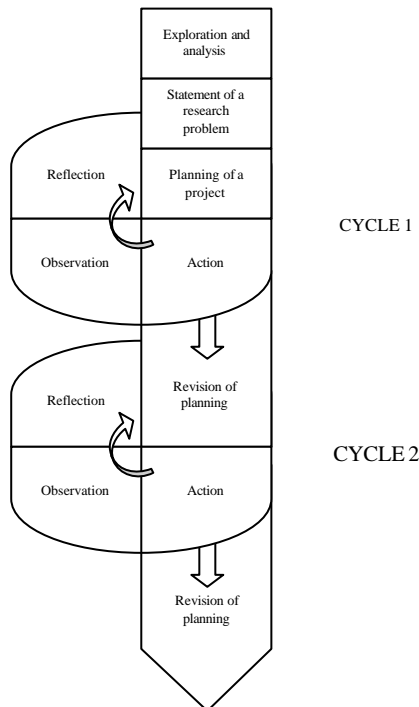 Exploration and
analysis
Statement of a
research
problem
Reflection
Planning of a
project
CYCLE 1
Observation
Action
Reflection
Revision of
planning
CYCLE 2
Observation
Action
Revision of
planning